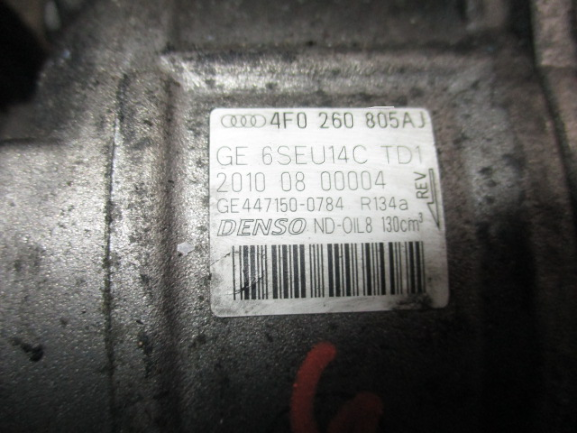 4F0 260 805AJ
GE 6SEU14C TD1
2010 08 00004
GE447150-0784 R134a
DENSO ND-OIL8 130cm³
REV